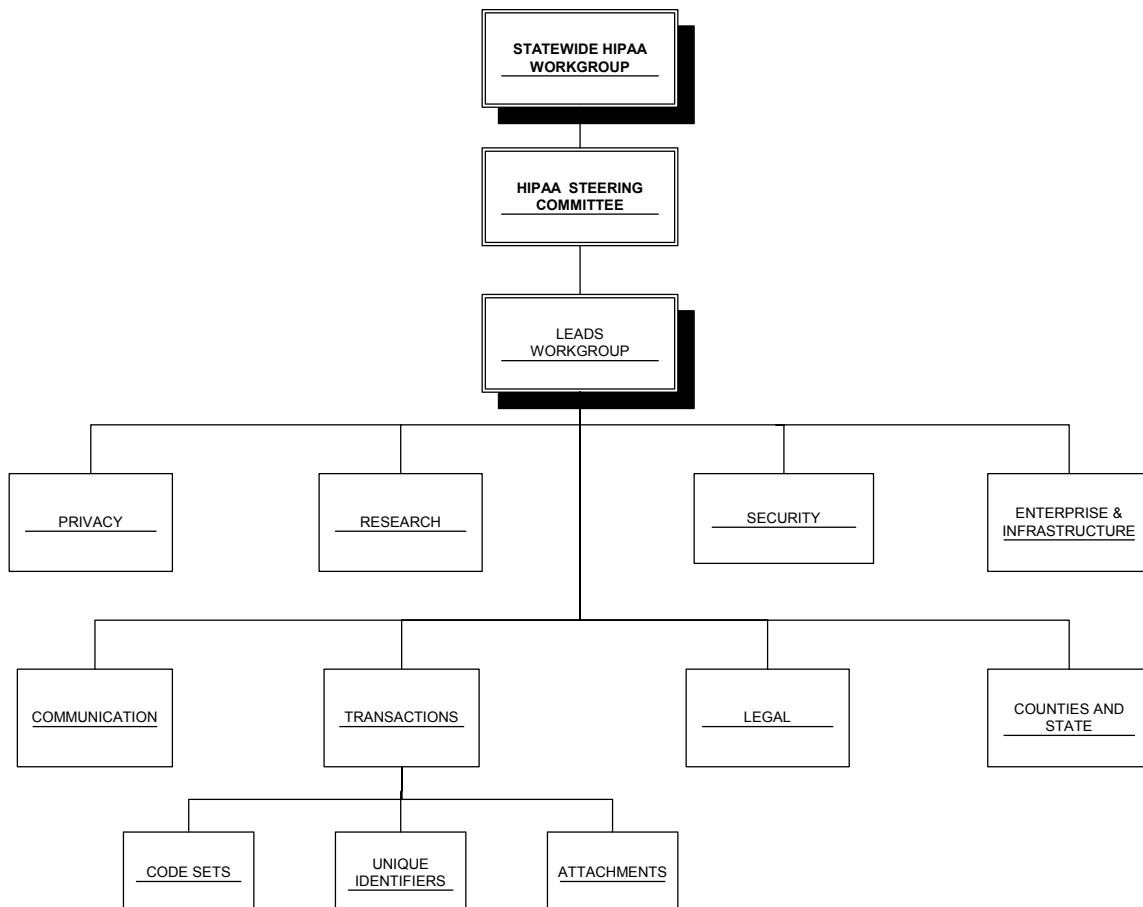 STATEWIDE HIPAA
WORKGROUP
HIPAA STEERING
COMMITTEE
LEADS
WORKGROUP
PRIVACY
RESEARCH
SECURITY
ENTERPRISE &
INFRASTRUCTURE
COMMUNICATION
TRANSACTIONS
LEGAL
COUNTIES AND
STATE
CODE SETS
UNIQUE
IDENTIFIERS
ATTACHMENTS